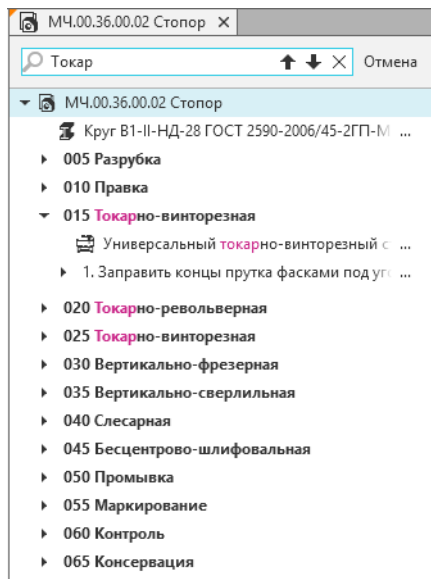 МЧ.00.36.00.02 Стопор
Токар Отмена
МЧ.00.36.00.02 Стопор
Круг В1-II-НД-28 ГОСТ 2590-2006/45-2ГП-М ...
005 Разрубка
010 Правка
015 Токарно-винторезная
Универсальный токарно-винторезный с ...
1. Заправить концы прутка фасками под уг ...
020 Токарно-револьверная
025 Токарно-винторезная
030 Вертикально-фрезерная
035 Вертикально-сверлильная
040 Слесарная
045 Бесцентрово-шлифовальная
050 Промывка
055 Маркирование
060 Контроль
065 Консервация